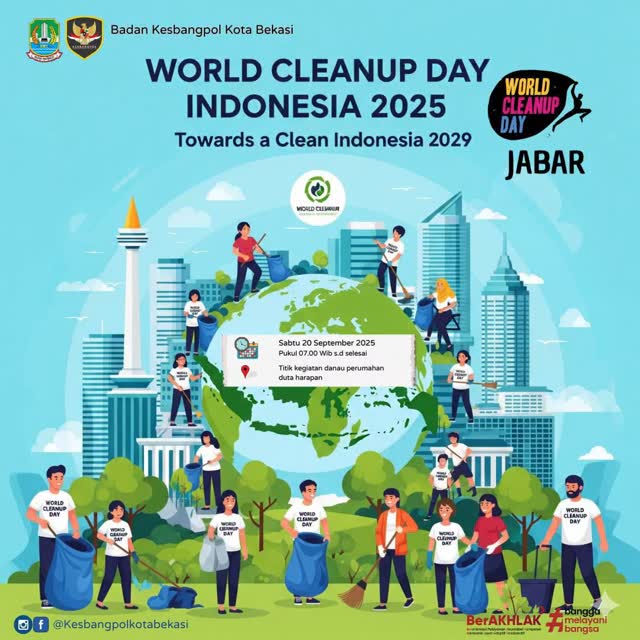 Badan Kesbangpol Kota Bekasi
WORLD CLEANUP DAY
INDONESIA 2025
Towards a Clean Indonesia 2029
WORLD
CLEANUP
DAY
JABAR
WORLD CLEANUP
Sabtu 20 September 2025
Pukul 07.00 Wib s.d selesai
Titik kegiatan danau perumahan
duta harapan
WORLD
CLEANUP
DAY
WORLD
CLEANUP
DAY
WORLD
CLEANUP
DAY
WORLD
CLEANUP
DAY
WORLD
CLEANUP
DAY
WORLD
CLEANUP
DAY
@Kesbangpolkotabekasi
BerAKHLAK
#bangga
melayani
bangsa